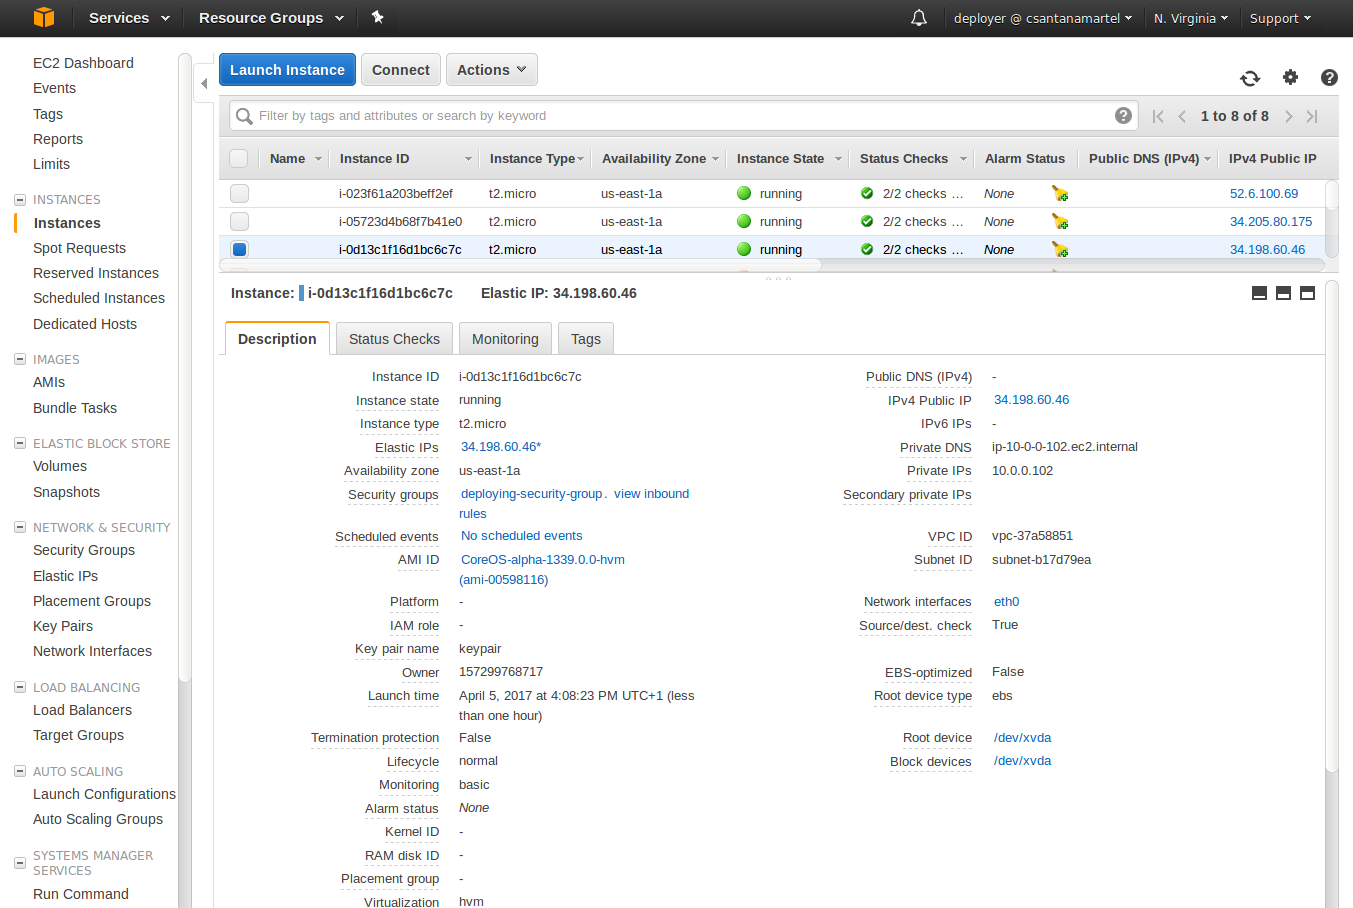 Services Resource Groups deployer @ csantanamartel N. Virginia Support
EC2 Dashboard
Events
Tags
Reports
Limits
INSTANCES
Instances
Spot Requests
Reserved Instances
Scheduled Instances
Dedicated Hosts
IMAGES
AMIs
Bundle Tasks
ELASTIC BLOCK STORE
Volumes
Snapshots
NETWORK & SECURITY
Security Groups
Elastic IPs
Placement Groups
Key Pairs
Network Interfaces
LOAD BALANCING
Load Balancers
Target Groups
AUTO SCALING
Launch Configurations
Auto Scaling Groups
SYSTEMS MANAGER
SERVICES
Run Command
Launch Instance Connect Actions
Filter by tags and attributes or search by keyword 1 to 8 of 8
Name Instance ID Instance Type Availability Zone Instance State Status Checks Alarm Status Public DNS (IPv4) IPv4 Public IP
i-023f61a203beff2ef t2.micro us-east-1a running 2/2 checks ... None 52.6.100.69
i-05723d4b68f7b41e0 t2.micro us-east-1a running 2/2 checks ... None 34.205.80.175
i-0d13c1f16d1bc6c7c t2.micro us-east-1a running 2/2 checks ... None 34.198.60.46
Instance: i-0d13c1f16d1bc6c7c Elastic IP: 34.198.60.46
Description Status Checks Monitoring Tags
Instance ID i-0d13c1f16d1bc6c7c Public DNS (IPv4) -
Instance state running IPv4 Public IP 34.198.60.46
Instance type t2.micro IPv6 IPs -
Elastic IPs 34.198.60.46* Private DNS ip-10-0-0-102.ec2.internal
Availability zone us-east-1a Private IPs 10.0.0.102
Security groups deploying-security-group. view inbound Secondary private IPs
rules
Scheduled events No scheduled events VPC ID vpc-37a58851
AMI ID CoreOS-alpha-1339.0.0-hvm Subnet ID subnet-b17d79ea
(ami-00598116)
Platform - Network interfaces eth0
IAM role - Source/dest. check True
Key pair name keypair
Owner 157299768717 EBS-optimized False
Launch time April 5, 2017 at 4:08:23 PM UTC+1 (less Root device type ebs
than one hour)
Termination protection False Root device /dev/xvda
Lifecycle normal Block devices /dev/xvda
Monitoring basic
Alarm status None
Kernel ID -
RAM disk ID -
Placement group -
Virtualization hvm